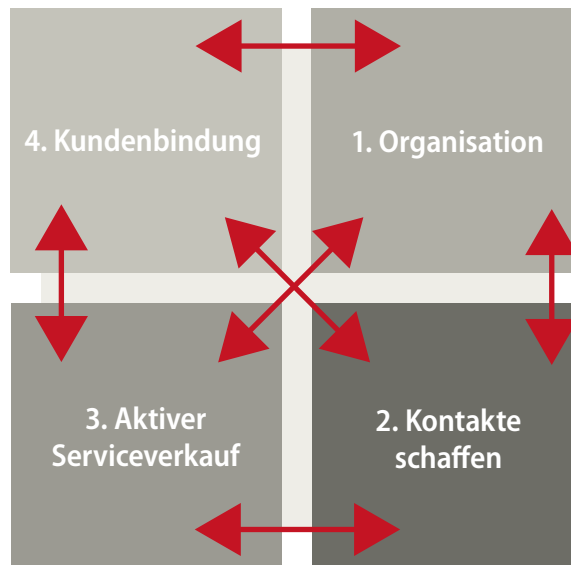 4. Kundenbindung
1. Organisation
3. Aktiver
Serviceverkauf
2. Kontakte
schaffen